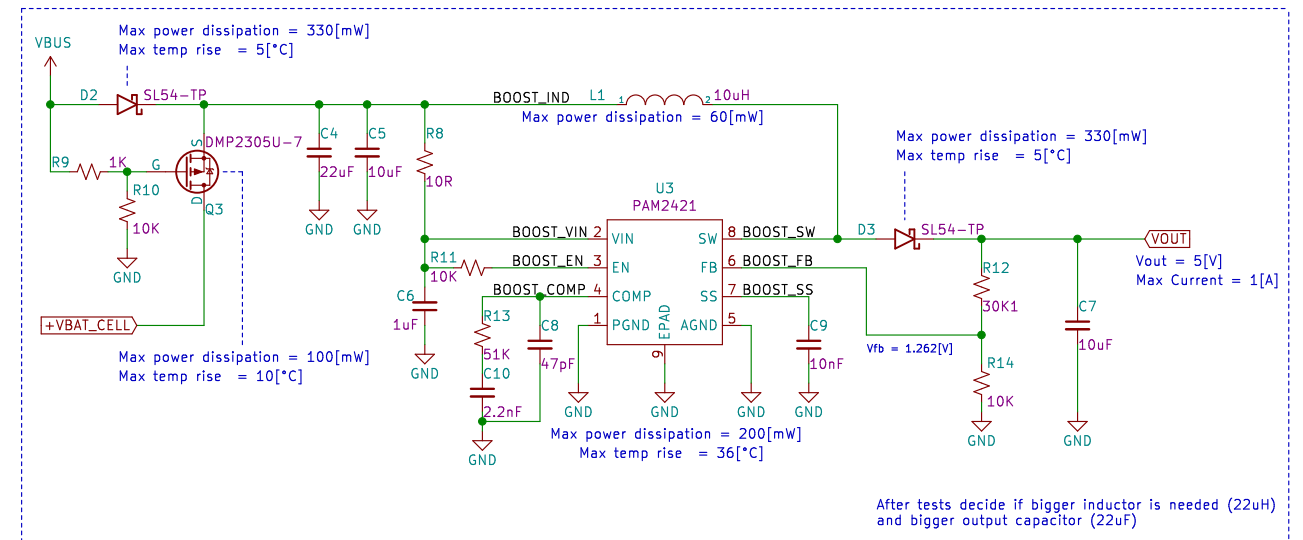 Max power dissipation = 330[mW]
Max temp rise  = 5[°C]
VBUS
D2
SL54-TP
BOOST_IND
L1
1
2
10uH
Max power dissipation = 60[mW]
Max power dissipation = 330[mW]
Max temp rise  = 5[°C]
R9
1K
G
S
D
DMP2305U-7
Q3
R10
10K
GND
C4
22uF
GND
C5
10uF
GND
R8
10R
U3
PAM2421
BOOST_VIN
2
VIN
SW
8
BOOST_SW
D3
SL54-TP
VOUT
Vout = 5[V]
Max Current = 1[A]
R11
10K
BOOST_EN
3
EN
FB
6
BOOST_FB
R12
30K1
C6
1uF
GND
BOOST_COMP
4
COMP
SS
7
BOOST_SS
R13
51K
C8
47pF
1
PGND
EPAD
9
AGND
5
C9
10nF
C7
10uF
Vfb = 1.262[V]
+VBAT_CELL
Max power dissipation = 100[mW]
Max temp rise  = 10[°C]
C10
2.2nF
GND
GND
GND
GND
GND
R14
10K
GND
GND
Max power dissipation = 200[mW]
Max temp rise  = 36[°C]
After tests decide if bigger inductor is needed (22uH)
and bigger output capacitor (22uF)